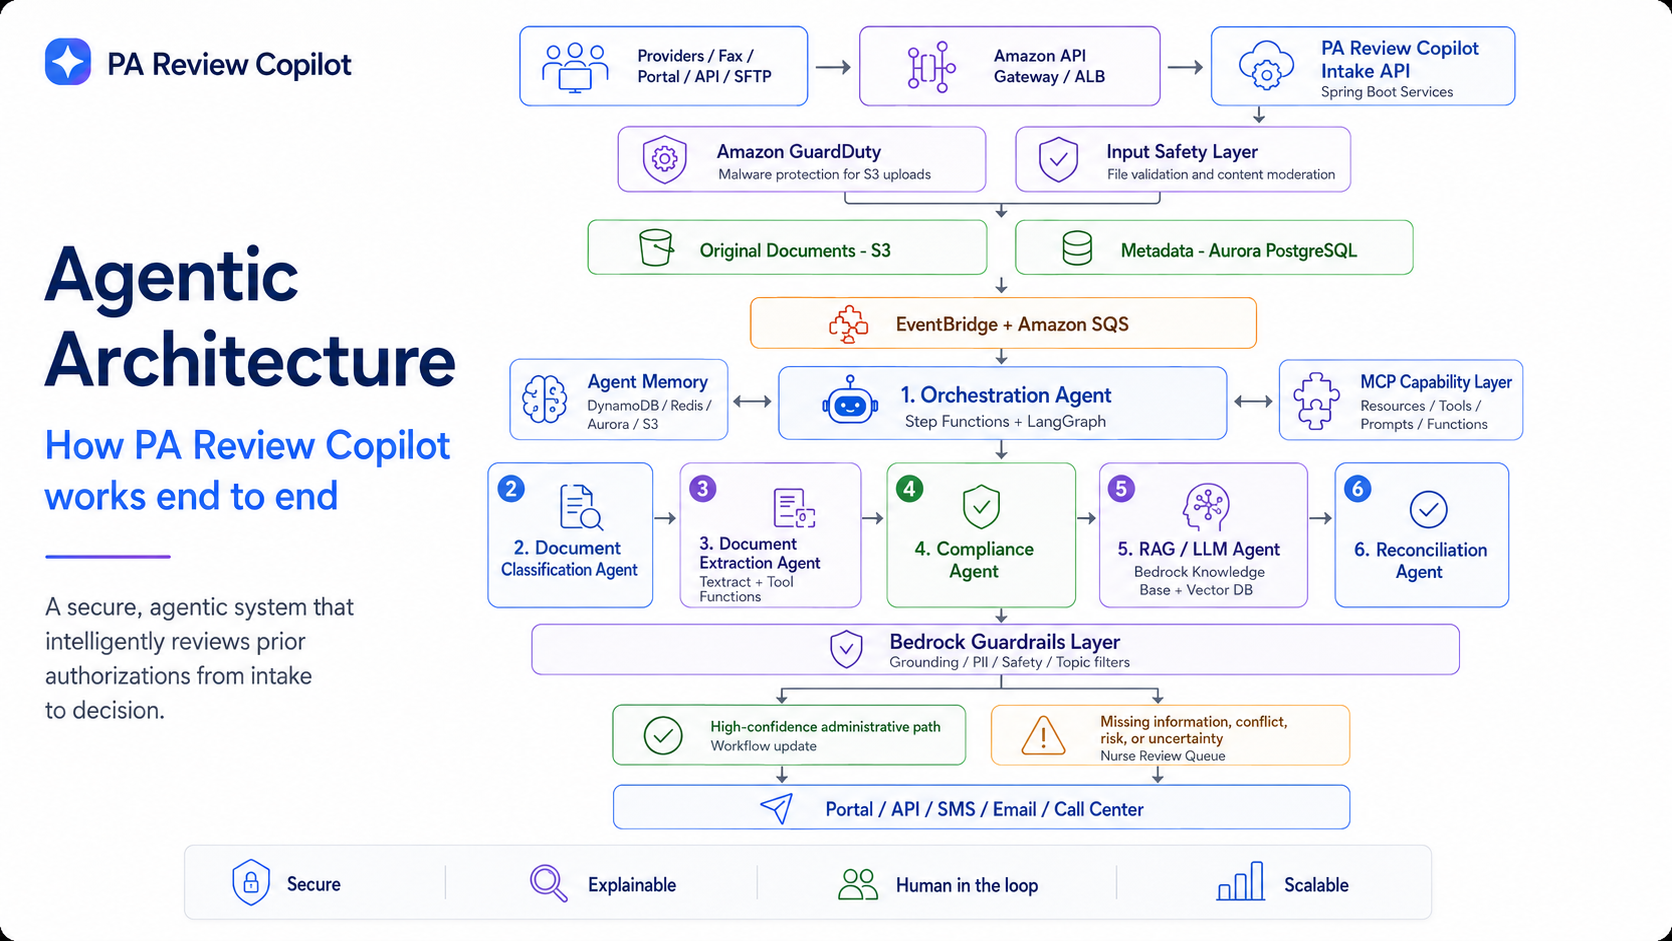 PA Review Copilot
Agentic
Architecture
How PA Review Copilot
works end to end
A secure, agentic system that
intelligently reviews prior
authorizations from intake
to decision.
Providers / Fax /
Portal / API / SFTP
Amazon API
Gateway / ALB
PA Review Copilot
Intake API
Spring Boot Services
Amazon GuardDuty
Malware protection for S3 uploads
Input Safety Layer
File validation and content moderation
Original Documents - S3
Metadata - Aurora PostgreSQL
EventBridge + Amazon SQS
Agent Memory
DynamoDB / Redis /
Aurora / S3
1. Orchestration Agent
Step Functions + LangGraph
MCP Capability Layer
Resources / Tools /
Prompts / Functions
2
2. Document
Classification Agent
3
3. Document
Extraction Agent
Textract + Tool
Functions
4
4. Compliance
Agent
5
5. RAG / LLM Agent
Bedrock Knowledge
Base + Vector DB
6
6. Reconciliation
Agent
Bedrock Guardrails Layer
Grounding / PII / Safety / Topic filters
High-confidence administrative path
Workflow update
Missing information, conflict,
risk, or uncertainty
Nurse Review Queue
Portal / API / SMS / Email / Call Center
Secure
Explainable
Human in the loop
Scalable